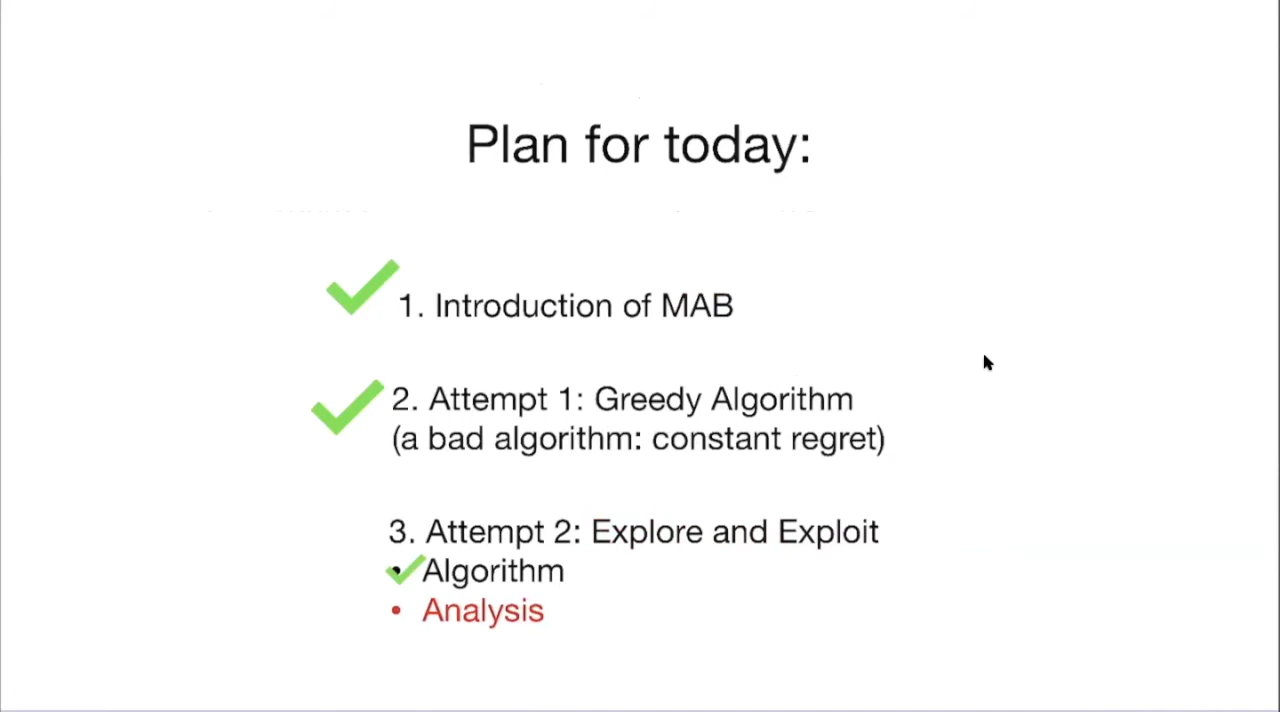 Plan for today:
1. Introduction of MAB
2. Attempt 1: Greedy Algorithm
(a bad algorithm: constant regret)
3. Attempt 2: Explore and Exploit
• Algorithm
• Analysis